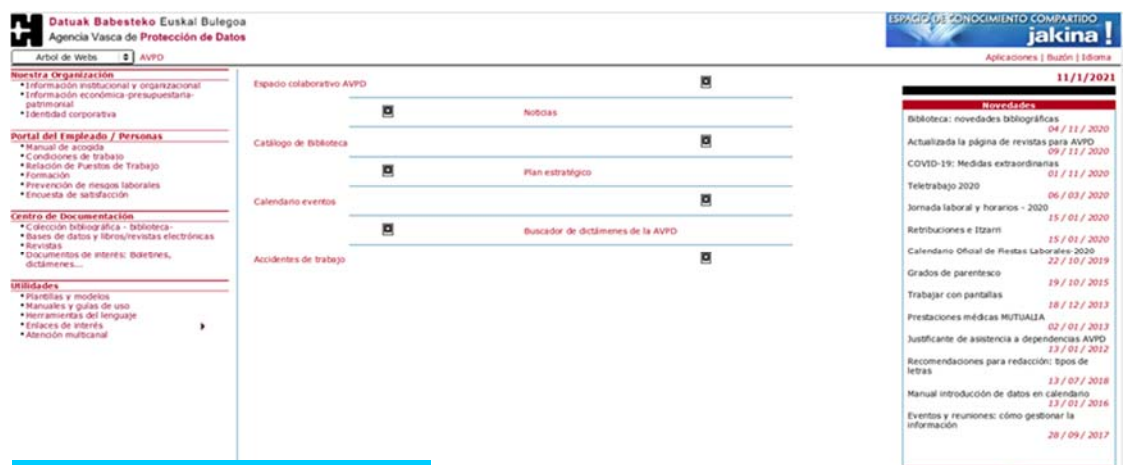 Datuak Babesteko Euskal Bulegoa
Agencia Vasca de Protección de Datos
ESPACIO DE CONOCIMIENTO COMPARTIDO
jakina !
Arbol de Webs AVPD
Aplicaciones | Buzón | Idioma
Nuestra Organización
Información institucional y organizacional
Información económica-presupuestaria-
patrimonial
Identidad corporativa
Portal del Empleado / Personas
Manual de acogida
Condiciones de trabajo
Relación de Puestos de Trabajo
Formación
Prevención de riesgos laborales
Encuesta de satisfacción
Centro de Documentación
Colección bibliográfica - biblioteca-
Bases de datos y libros/revistas electrónicas
Revistas
Documentos de interés: Boletines,
dictámenes...
Utilidades
Plantillas y modelos
Manuales y guías de uso
Herramientas del lenguaje
Enlaces de interés
Atención multicanal
Espacio colaborativo AVPD
Noticias
Catálogo de Biblioteca
Plan estratégico
Calendario eventos
Buscador de dictámenes de la AVPD
Accidentes de trabajo
11/1/2021
Novedades
Biblioteca: novedades bibliográficas
04 / 11 / 2020
Actualizada la página de revistas para AVPD
09 / 11 / 2020
COVID-19: Medidas extraordinarias
01 / 11 / 2020
Teletrabajo 2020
06 / 03 / 2020
Jornada laboral y horarios - 2020
15 / 01 / 2020
Retribuciones e Itzarri
15 / 01 / 2020
Calendario Oficial de Fiestas Laborales-2020
22 / 10 / 2019
Grados de parentesco
19 / 10 / 2015
Trabajar con pantallas
18 / 12 / 2013
Prestaciones médicas MUTUALIA
02 / 01 / 2013
Justificante de asistencia a dependencias AVPD
13 / 01 / 2012
Recomendaciones para redacción: tipos de
letras
13 / 07 / 2018
Manual introducción de datos en calendario
13 / 01 / 2016
Eventos y reuniones: cómo gestionar la
información
28 / 09 / 2017